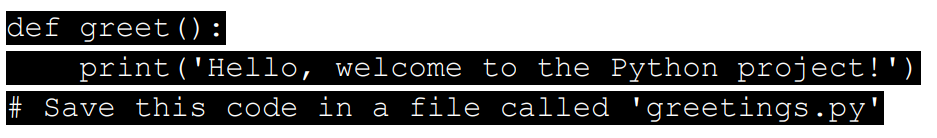 def greet():
    print('Hello, welcome to the Python project!')
# Save this code in a file called 'greetings.py'